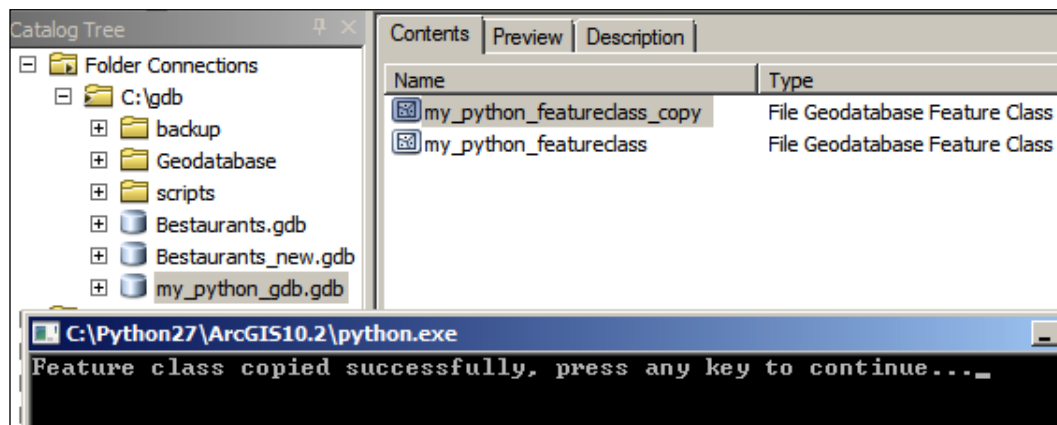 Catalog Tree
Folder Connections
C:\gdb
backup
Geodatabase
scripts
Bestaurants.gdb
Bestaurants_new.gdb
my_python_gdb.gdb
Contents Preview Description
Name Type
my_python_featureclass_copy File Geodatabase Feature Class
my_python_featureclass File Geodatabase Feature Class
C:\Python27\ArcGIS10.2\python.exe
Feature class copied successfully, press any key to continue..._